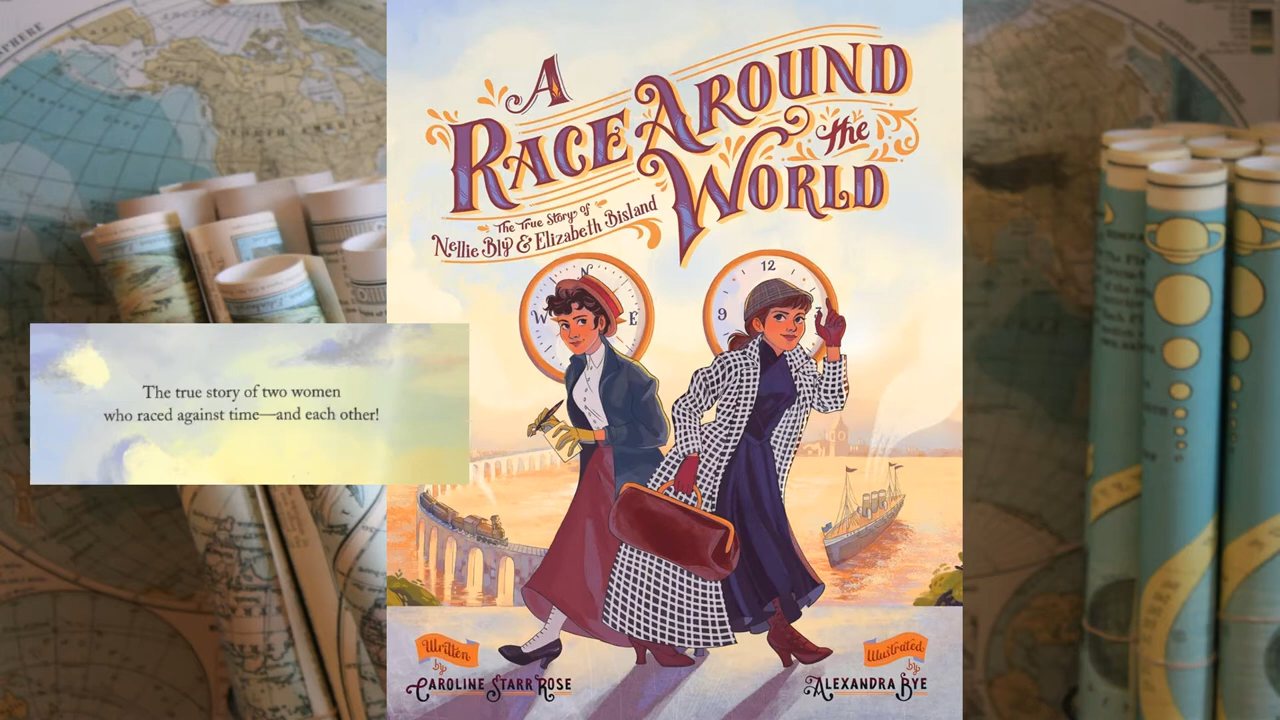 A
RACE AROUND
the
WORLD
The True Story of
Nellie Bly & Elizabeth Bisland
N
W E
12
9
The true story of two women
who raced against time—and each other!
Written
by
CAROLINE STARR ROSE
Illustrated
by
ALEXANDRA BYE